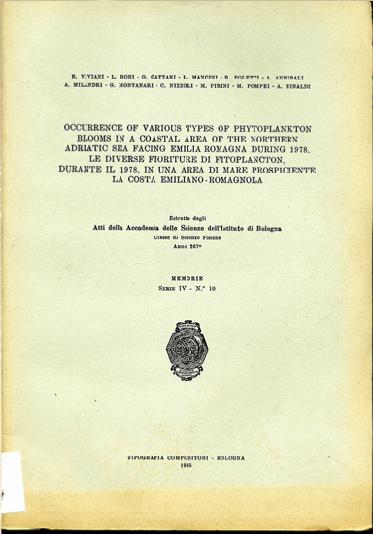 R. VIVIANI - L. BONI - O. CATTANI - L. MANCINI - R. POLETTI - A. ANNIBALI
A. MILANDRI - G. MONTANARI - C. NIZZOLI - M. PIRINI - M. POMPEI - A. RINALDI
OCCURRENCE OF VARIOUS TYPES OF PHYTOPLANKTON
BLOOMS IN A COASTAL AREA OF THE NORTHERN
ADRIATIC SEA FACING EMILIA ROMAGNA DURING 1978.
LE DIVERSE FIORITURE DI FITOPLANCTON,
DURANTE IL 1978, IN UNA AREA DI MARE PROSPICIENTE
LA COSTA EMILIANO-ROMAGNOLA
Estratto dagli
Atti della Accademia delle Scienze dell'Istituto di Bologna
Classe di Scienze Fisiche
Anno 267°
MEMORIE
SERIE IV - N.° 10
TIPOGRAFIA COMPOSITORI - BOLOGNA